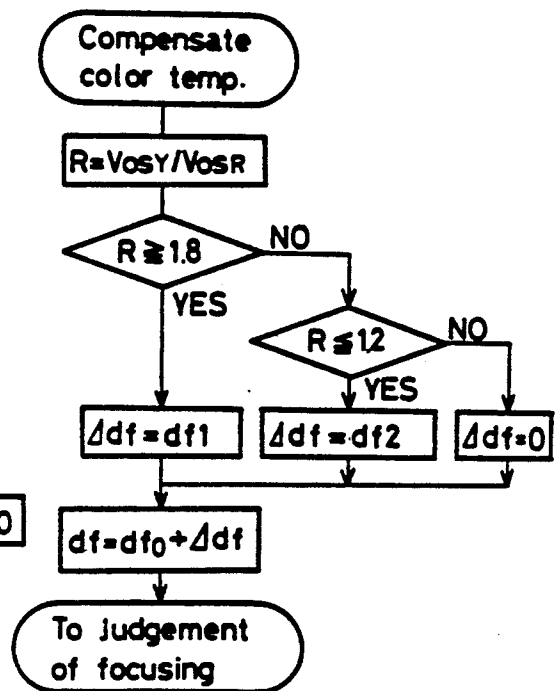 Compensate
color temp.
R=VOSY/VOSR
R≧1.8
NO
YES
R≦1.2
NO
YES
Δdf=df1
Δdf=df2
Δdf=0
0
df=df0+Δdf
To Judgement
of focusing